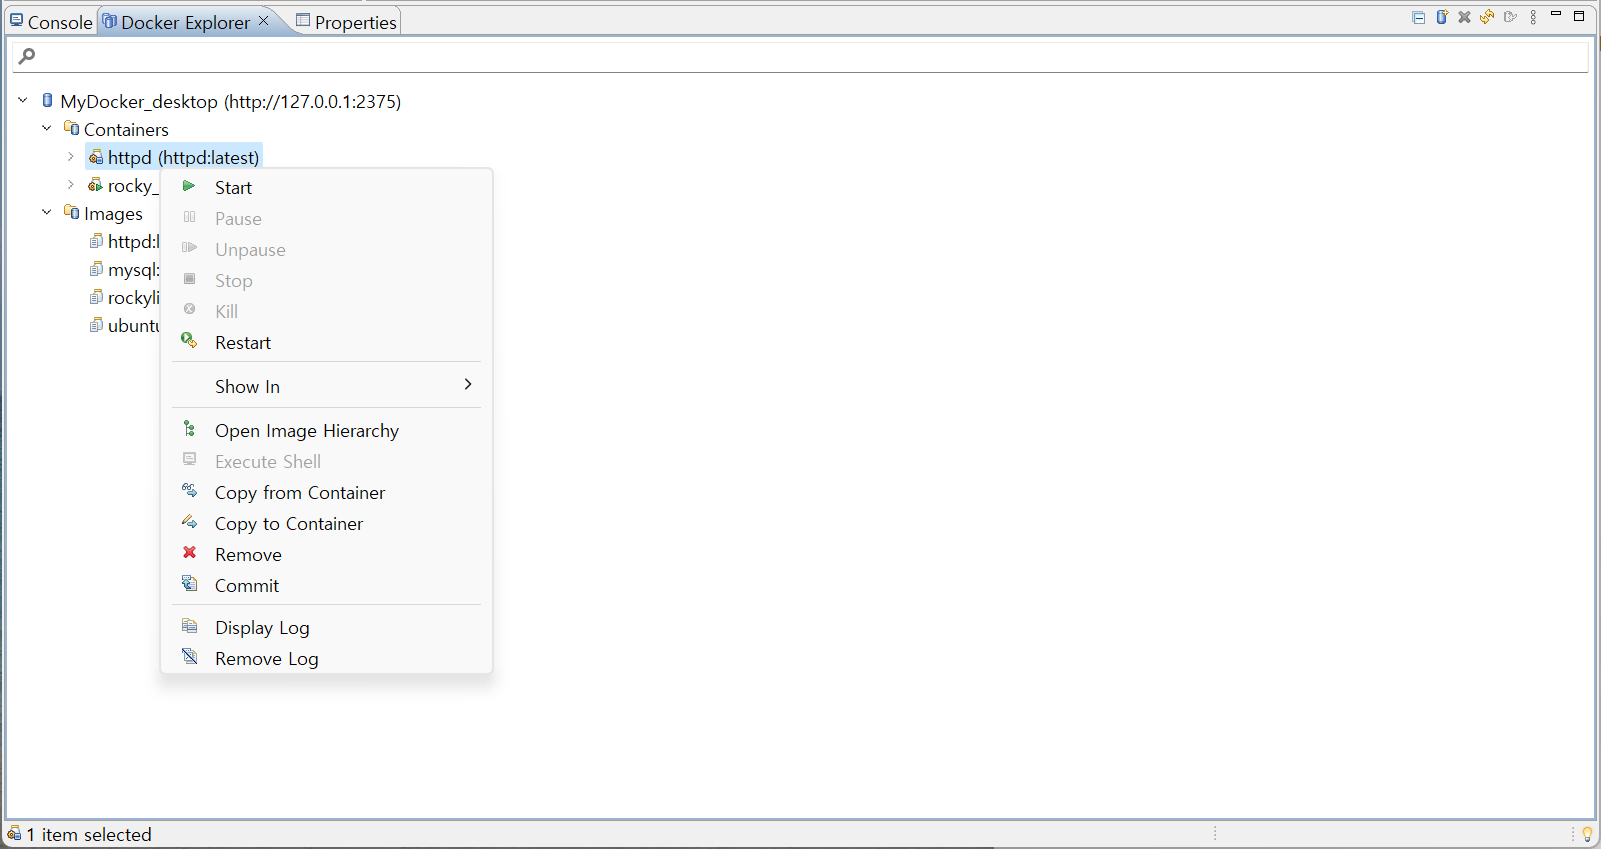 Console
Docker Explorer
Properties
MyDocker_desktop (http://127.0.0.1:2375)
Containers
httpd (httpd:latest)
rocky_
Images
httpd:l
mysql:
rockyli
ubuntu
Start
Pause
Unpause
Stop
Kill
Restart
Show In
Open Image Hierarchy
Execute Shell
Copy from Container
Copy to Container
Remove
Commit
Display Log
Remove Log
1 item selected